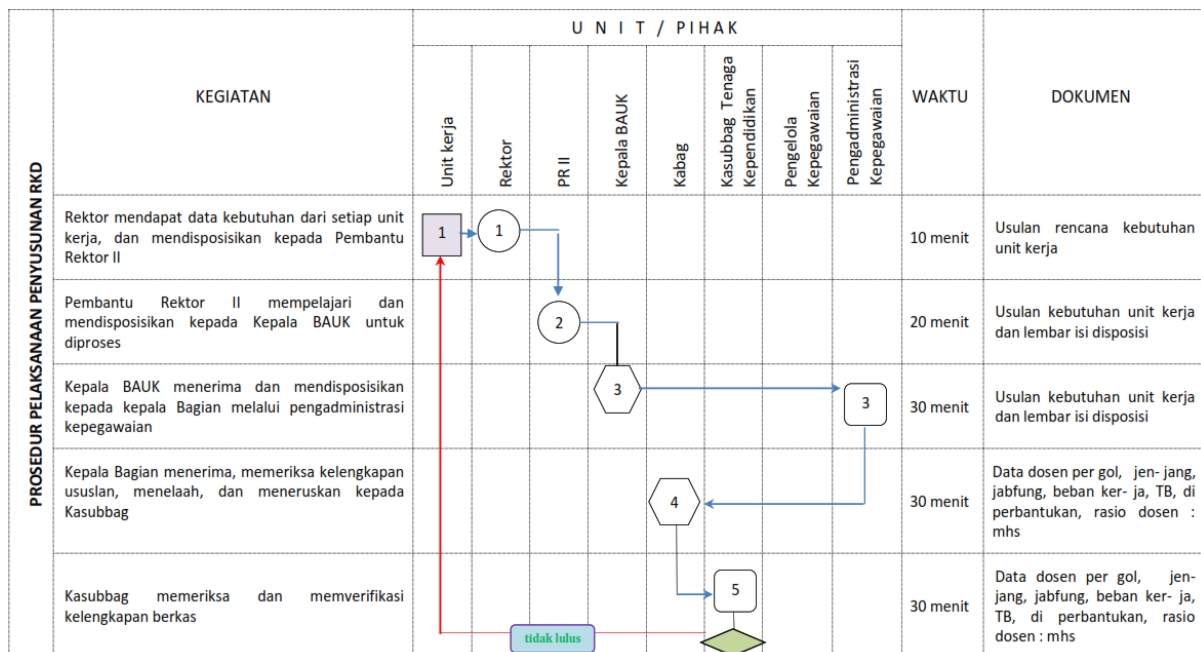 PROSEDUR PELAKSANAAN PENYUSUNAN RKD
KEGIATAN
U N I T / PIHAK
Unit kerja
Rektor
PR II
Kepala BAUK
Kabag
Kasubbag Tenaga
Kependidikan
Pengelola
Kepegawaian
Pengadministrasi
Kepegawaian
WAKTU
DOKUMEN
Rektor mendapat data kebutuhan dari setiap unit
kerja, dan mendisposisikan kepada Pembantu
Rektor II
1
1
10 menit
Usulan rencana kebutuhan
unit kerja
Pembantu Rektor II mempelajari dan
mendisposisikan kepada Kepala BAUK untuk
diproses
2
20 menit
Usulan kebutuhan unit kerja
dan lembar isi disposisi
Kepala BAUK menerima dan mendisposisikan
kepada kepala Bagian melalui pengadministrasi
kepegawaian
3
3
30 menit
Usulan kebutuhan unit kerja
dan lembar isi disposisi
Kepala Bagian menerima, memeriksa kelengkapan
ususlan, menelaah, dan meneruskan kepada
Kasubbag
4
30 menit
Data dosen per gol, jen- jang,
jabfung, beban ker- ja, TB, di
perbantukan, rasio dosen :
mhs
Kasubbag memeriksa dan memverifikasi
kelengkapan berkas
5
tidak lulus
30 menit
Data dosen per gol, jen-
jang, jabfung, beban ker- ja,
TB, di perbantukan, rasio
dosen : mhs